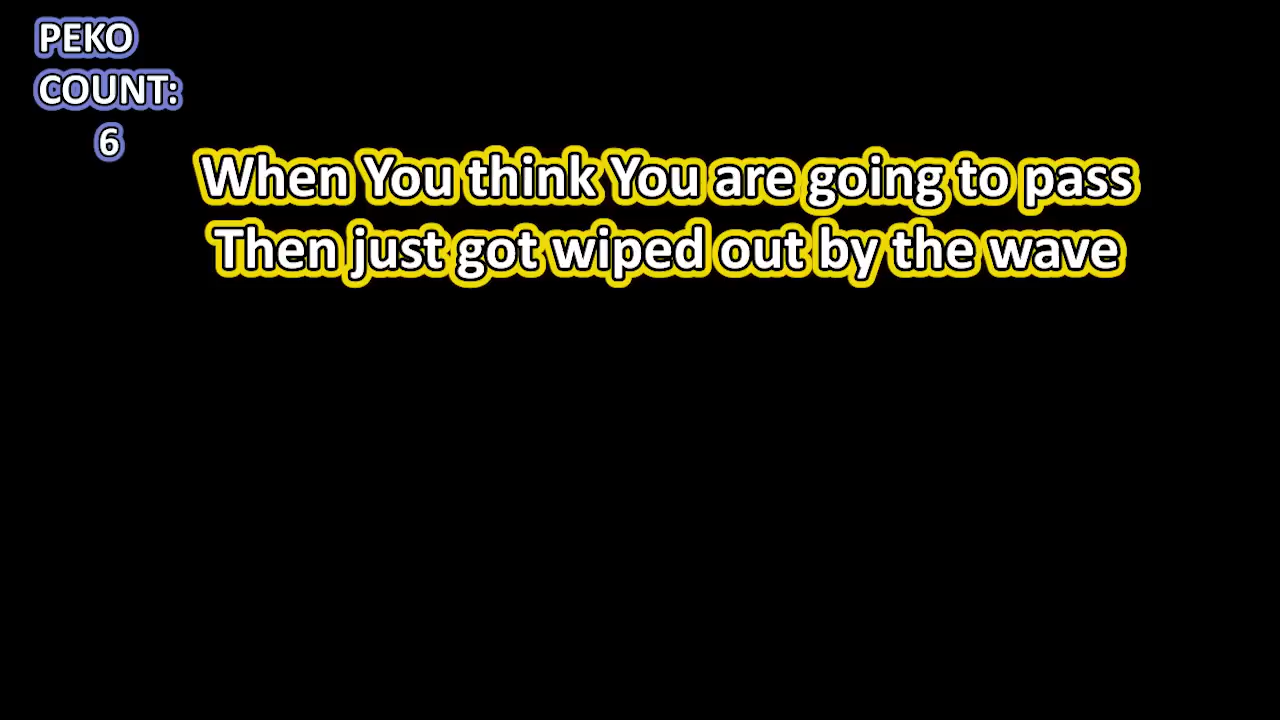 PEKO
COUNT:
6
When You think You are going to pass
Then just got wiped out by the wave